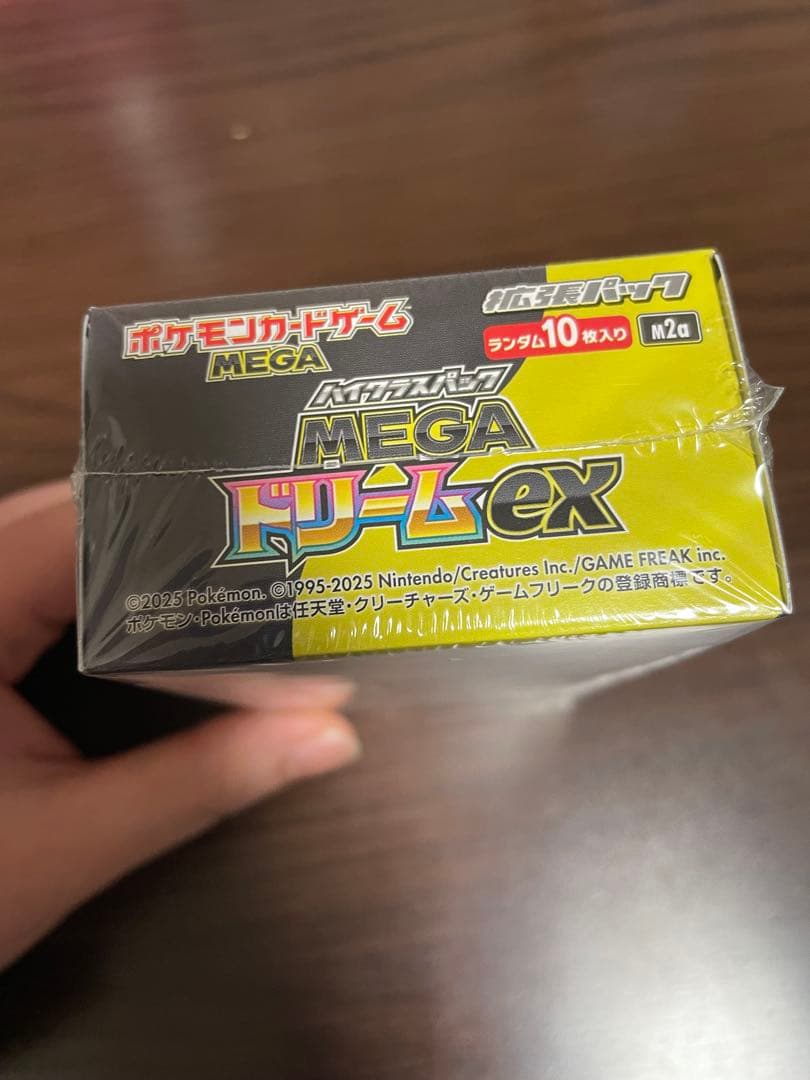 ポケモンカードゲーム
MEGA
拡張パック
ランダム10枚入り
M2a
ハイクラスパック
MEGA
ドリームex
©2025 Pokémon. ©1995-2025 Nintendo/Creatures Inc./GAME FREAK inc.
ポケモン・Pokémonは任天堂・クリーチャーズ・ゲームフリークの登録商標です。